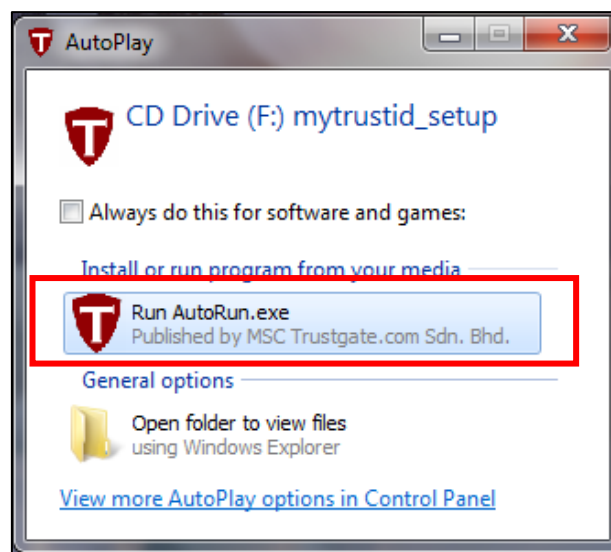 AutoPlay
CD Drive (F:) mytrustid_setup
Always do this for software and games:
Install or run program from your media
Run AutoRun.exe
Published by MSC Trustgate.com Sdn. Bhd.
General options
Open folder to view files
using Windows Explorer
View more AutoPlay options in Control Panel